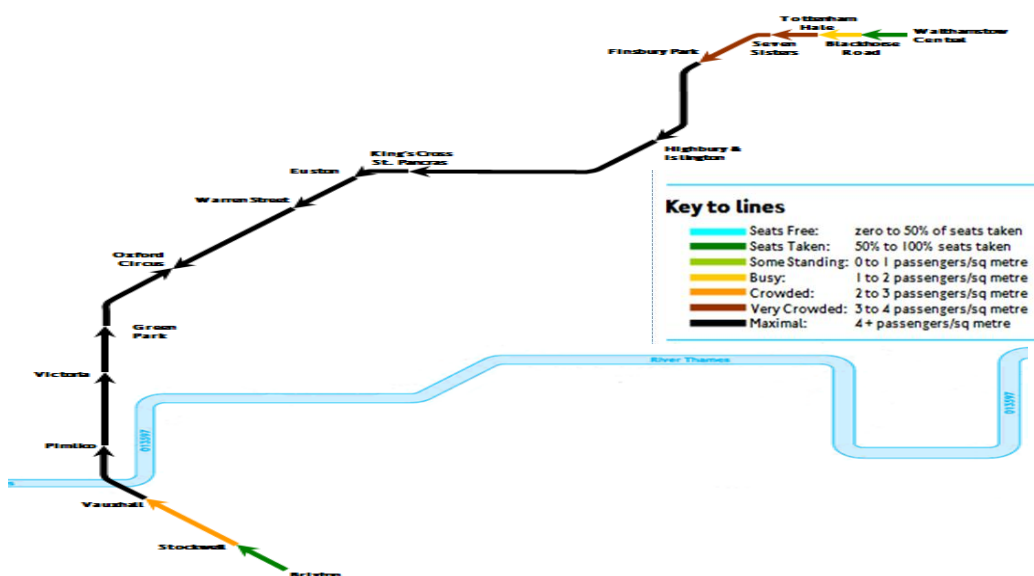 Tottenham
Hale
Walthamstow
Central
Finsbury Park
Seven
Sisters
Blackhorse
Road
King's Cross
St. Pancras
Highbury &
Islington
Euston
Warren Street
Oxford
Circus
Green
Park
Victoria
Pimlico
Vauxhall
Stockwell
Brixton
Key to lines
Seats Free: zero to 50% of seats taken
Seats Taken: 50% to 100% seats taken
Some Standing: 0 to 1 passengers/sq metre
Busy: 1 to 2 passengers/sq metre
Crowded: 2 to 3 passengers/sq metre
Very Crowded: 3 to 4 passengers/sq metre
Maximal: 4+ passengers/sq metre
River Thames
013597
013597